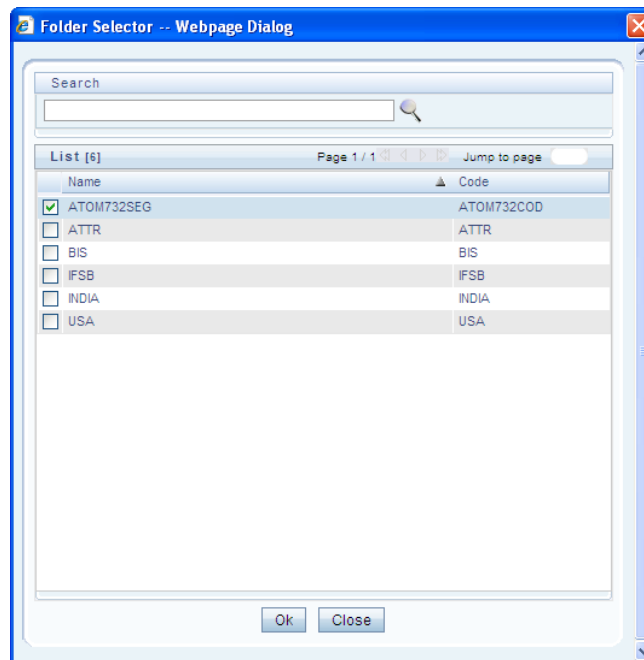 Folder Selector -- Webpage Dialog
Search
List [6] Page 1 / 1 Jump to page
Name Code
ATOM732SEG ATOM732COD
ATTR ATTR
BIS BIS
IFSB IFSB
INDIA INDIA
USA USA
Ok Close